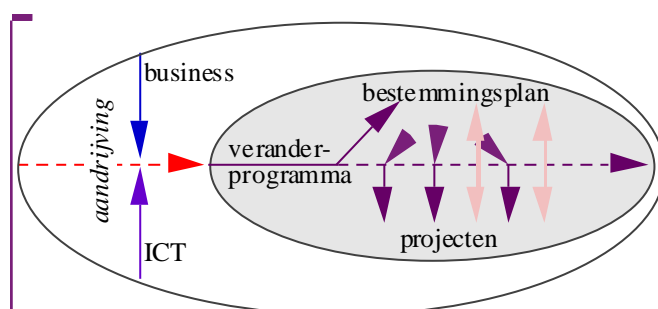 business
bestemmingsplan
aandrijving
verander-
programma
projecten
ICT